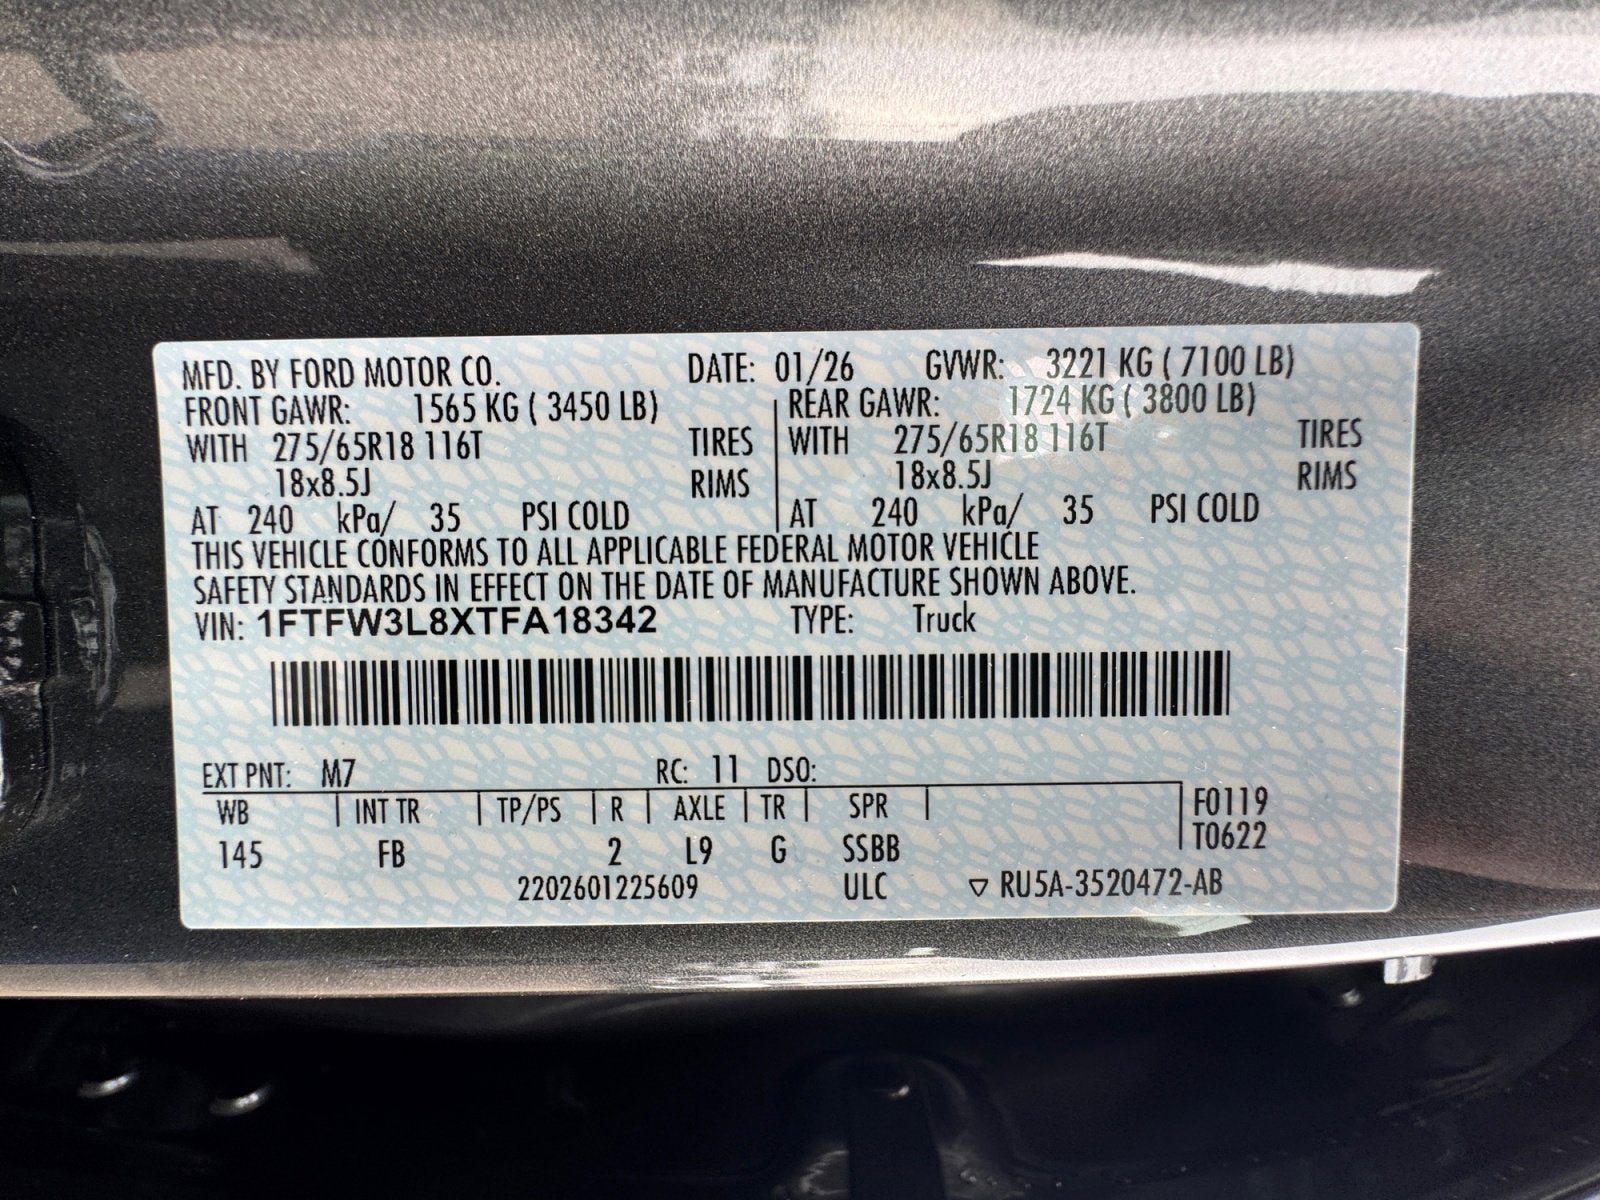 MFD. BY FORD MOTOR CO. DATE: 01/26 GVWR: 3221 KG ( 7100 LB)
FRONT GAWR: 1565 KG ( 3450 LB) REAR GAWR: 1724 KG ( 3800 LB)
WITH 275/65R18 116T TIRES WITH 275/65R18 116T TIRES
18x8.5J RIMS 18x8.5J RIMS
AT 240 kPa/ 35 PSI COLD AT 240 kPa/ 35 PSI COLD
THIS VEHICLE CONFORMS TO ALL APPLICABLE FEDERAL MOTOR VEHICLE
SAFETY STANDARDS IN EFFECT ON THE DATE OF MANUFACTURE SHOWN ABOVE.
VIN: 1FTFW3L8XTFA18342 TYPE: Truck
EXT PNT: M7 RC: 11 DSO:
WB INT TR TP/PS R AXLE TR SPR F0119
T0622
145 FB 2 L9 G SSBB
2202601225609 ULC ▽ RU5A-3520472-AB